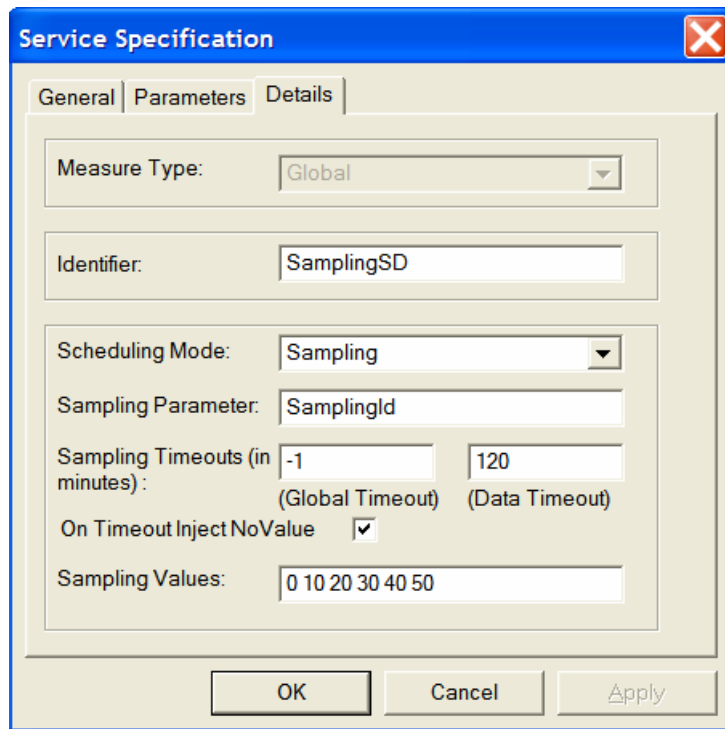 Service Specification
General Parameters Details
Measure Type: Global
Identifier: SamplingSD
Scheduling Mode: Sampling
Sampling Parameter: SamplingId
Sampling Timeouts (in minutes) : -1 120
(Global Timeout) (Data Timeout)
On Timeout Inject NoValue
Sampling Values: 0 10 20 30 40 50
OK Cancel Apply